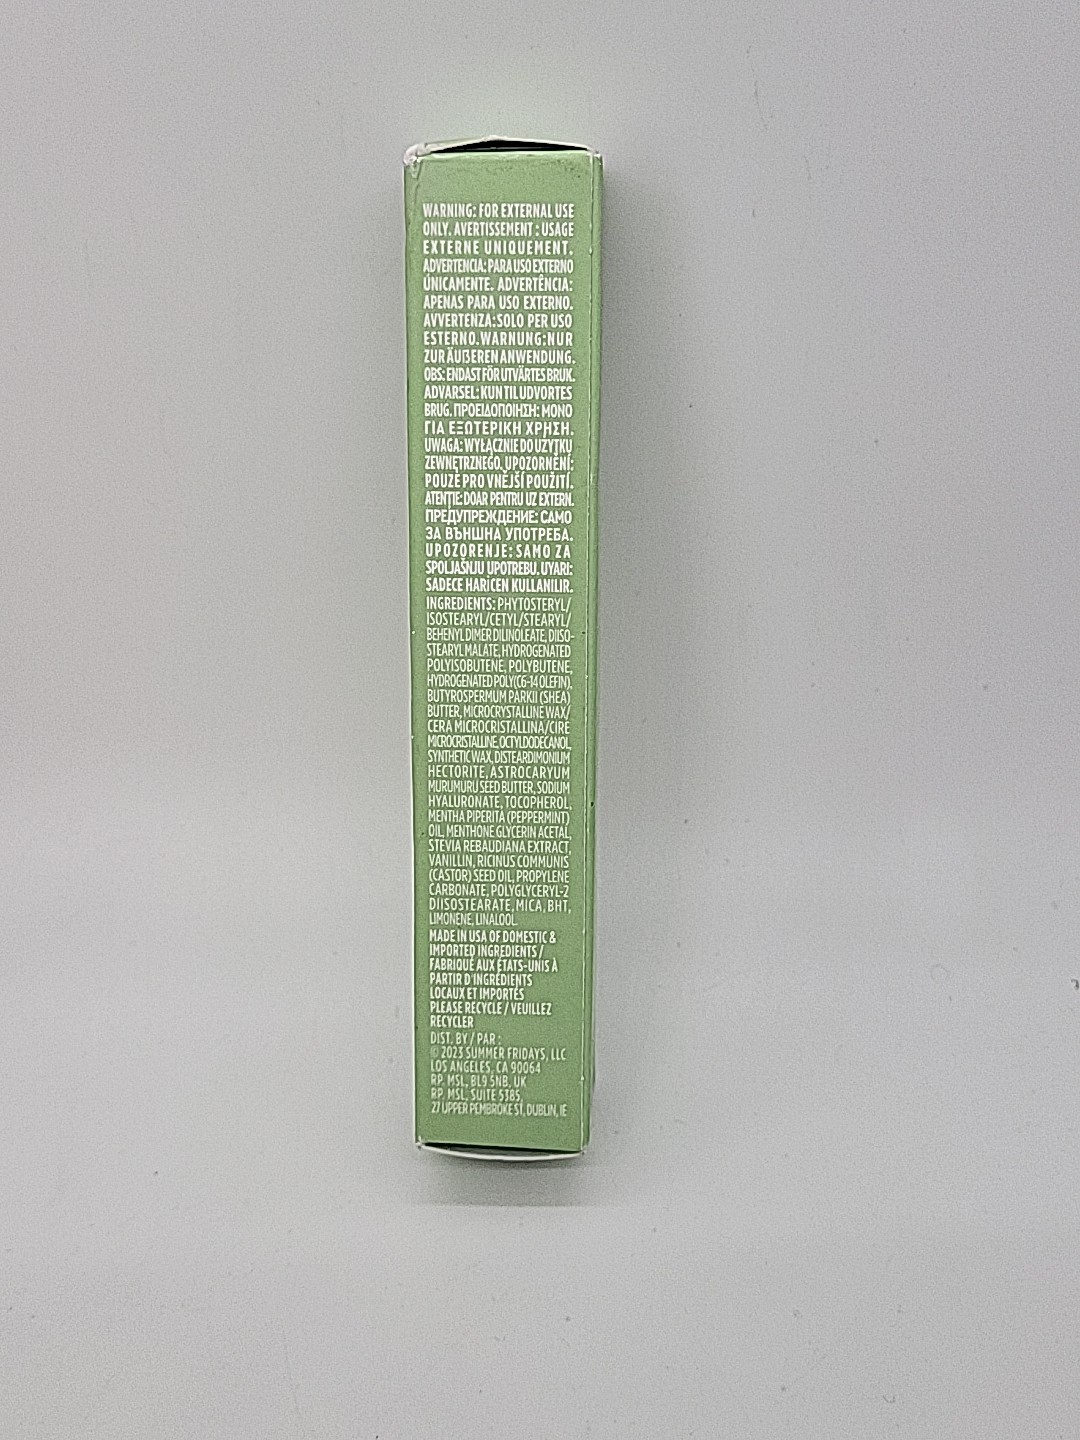 WARNING: FOR EXTERNAL USE
ONLY. AVERTISSEMENT : USAGE
EXTERNE UNIQUEMENT.
ADVERTENCIA: PARA USO EXTERNO
ÚNICAMENTE. ADVERTÊNCIA:
APENAS PARA USO EXTERNO.
AVVERTENZA: SOLO PER USO
ESTERNO. WARNUNG: NUR
ZUR ÄUßEREN ANWENDUNG.
OBS: ENDAST FÖR UTVÄRTES BRUK.
ADVARSEL: KUN TIL UDVORTES
BRUG. ΠΡΟΕΙΔΟΠΟΙΗΣΗ: ΜΟΝΟ
ΓΙΑ ΕΞΩΤΕΡΙΚΗ ΧΡΗΣΗ.
UWAGA: WYŁĄCZNIE DO UŻYTKU
ZEWNĘTRZNEGO. UPOZORNĚNÍ:
POUZE PRO VNĚJŠÍ POUŽITÍ.
ATENȚIE: DOAR PENTRU UZ EXTERN.
ПРЕДУПРЕЖДЕНИЕ: САМО
ЗА ВЪНШНА УПОТРЕБА.
UPOZORENJE: SAMO ZA
SPOLJAŠNJU UPOTREBU. UYARI:
SADECE HARİCEN KULLANILIR.
INGREDIENTS: PHYTOSTERYL/
ISOSTEARYL/CETYL/STEARYL/
BEHENYL DIMER DILINOLEATE, DIISO-
STEARYL MALATE, HYDROGENATED
POLYISOBUTENE, POLYBUTENE,
HYDROGENATED POLY(C6-14 OLEFIN),
BUTYROSPERMUM PARKII (SHEA)
BUTTER, MICROCRYSTALLINE WAX/
CERA MICROCRISTALLINA/CIRE
MICROCRISTALLINE, OCTYLDODECANOL,
SYNTHETIC WAX, DISTEARDIMONIUM
HECTORITE, ASTROCARYUM
MURUMURU SEED BUTTER, SODIUM
HYALURONATE, TOCOPHEROL,
MENTHA PIPERITA (PEPPERMINT)
OIL, MENTHONE GLYCERIN ACETAL,
STEVIA REBAUDIANA EXTRACT,
VANILLIN, RICINUS COMMUNIS
(CASTOR) SEED OIL, PROPYLENE
CARBONATE, POLYGLYCERYL-2
DIISOSTEARATE, MICA, BHT,
LIMONENE, LINALOOL.
MADE IN USA OF DOMESTIC &
IMPORTED INGREDIENTS /
FABRIQUÉ AUX ÉTATS-UNIS À
PARTIR D'INGRÉDIENTS
LOCAUX ET IMPORTÉS
PLEASE RECYCLE / VEUILLEZ
RECYCLER
DIST. BY / PAR :
© 2023 SUMMER FRIDAYS, LLC
LOS ANGELES, CA 90064
RP. MSL, BL9 5NB, UK
RP. MSL, SUITE 5385,
27 UPPER PEMBROKE ST, DUBLIN, IE